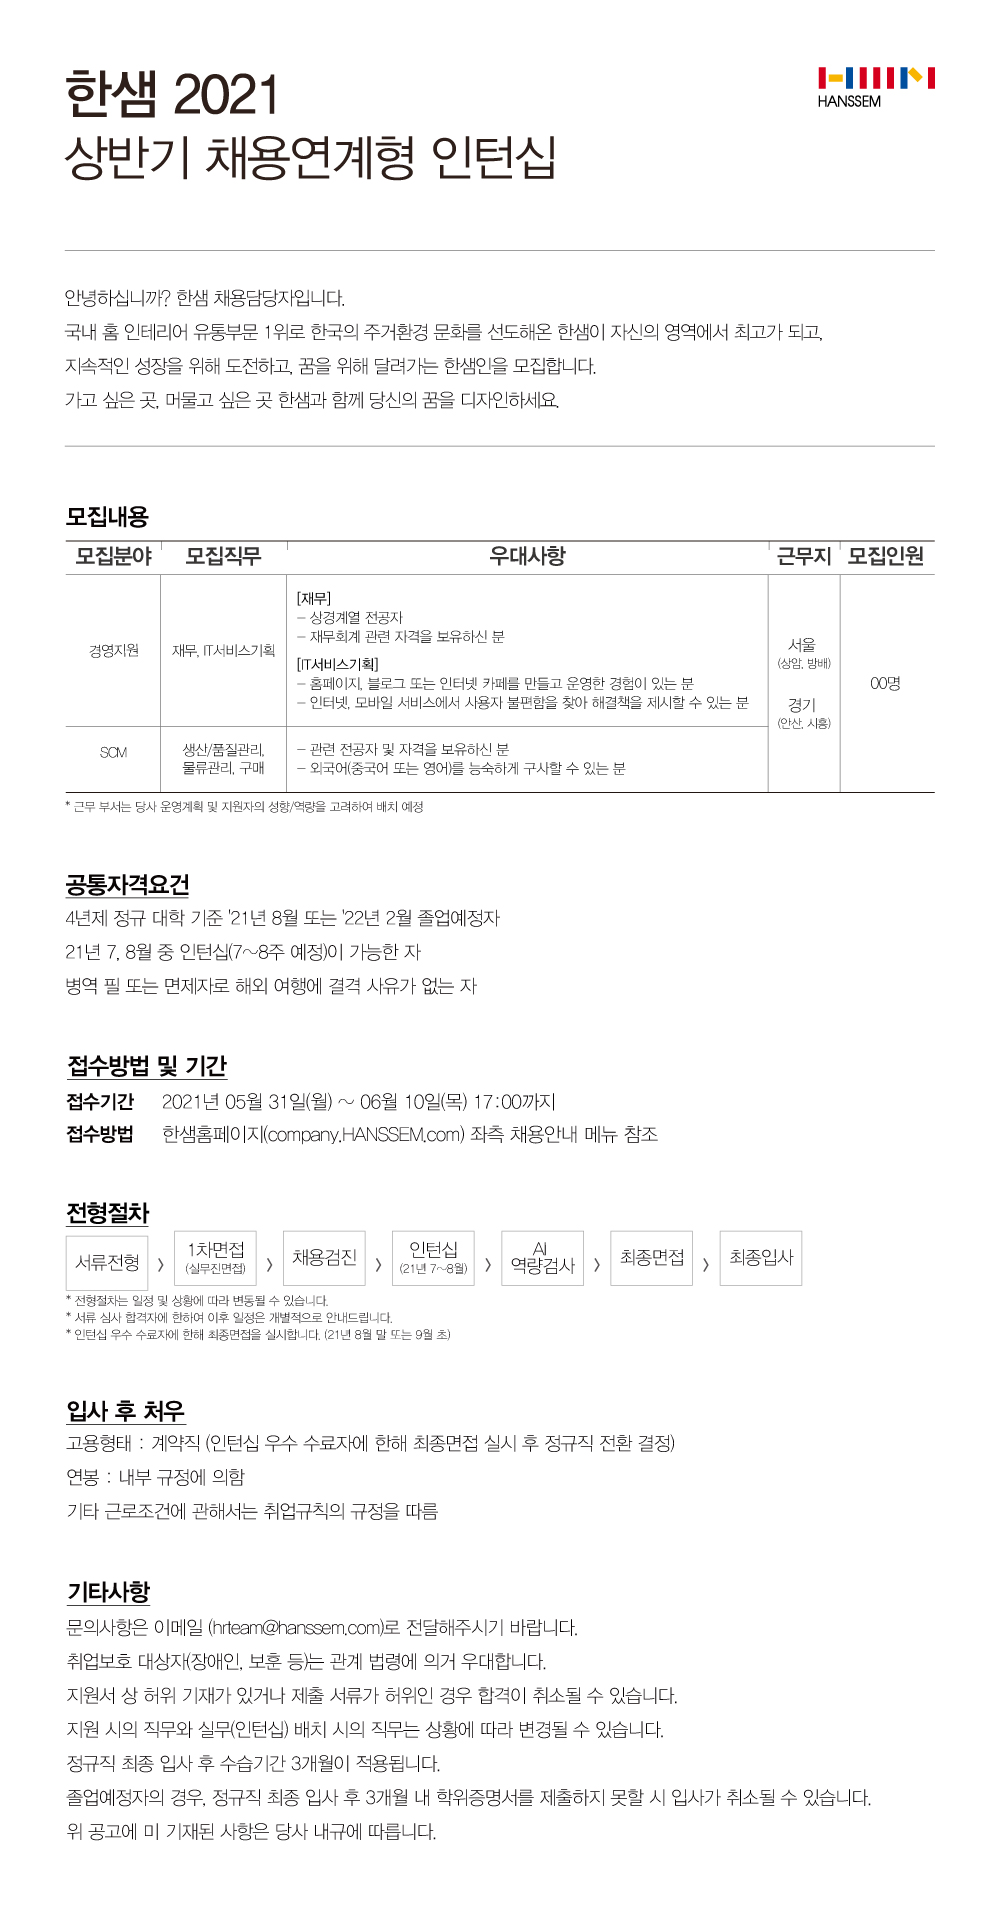 한샘 2021
HANSSEM
상반기 채용연계형 인턴십
안녕하십니까? 한샘 채용담당자입니다.
국내 홈 인테리어 유통부문 1위로 한국의 주거환경 문화를 선도해온 한샘이 자신의 영역에서 최고가 되고,
지속적인 성장을 위해 도전하고, 꿈을 위해 달려가는 한샘인을 모집합니다.
가고 싶은 곳, 머물고 싶은 곳 한샘과 함께 당신의 꿈을 디자인하세요.
모집내용
모집분야 모집직무 우대사항 근무지 모집인원
경영지원
재무, IT서비스기획
[재무]
- 상경계열 전공자
- 재무회계 관련 자격을 보유하신 분
[IT서비스기획]
- 홈페이지, 블로그 또는 인터넷 카페를 만들고 운영한 경험이 있는 분
- 인터넷, 모바일 서비스에서 사용자 불편함을 찾아 해결책을 제시할 수 있는 분
서울
(상암, 방배)
경기
(안산, 시흥)
00명
SCM
생산/품질관리,
물류관리, 구매
- 관련 전공자 및 자격을 보유하신 분
- 외국어(중국어 또는 영어)를 능숙하게 구사할 수 있는 분
* 근무 부서는 당사 운영계획 및 지원자의 성향/역량을 고려하여 배치 예정
공통자격요건
4년제 정규 대학 기준 '21년 8월 또는 '22년 2월 졸업예정자
21년 7, 8월 중 인턴십(7~8주 예정)이 가능한 자
병역 필 또는 면제자로 해외 여행에 결격 사유가 없는 자
접수방법 및 기간
접수기간 2021년 05월 31일(월) ~ 06월 10일(목) 17:00까지
접수방법 한샘홈페이지(company.HANSSEM.com) 좌측 채용안내 메뉴 참조
전형절차
서류전형 > 1차면접 (실무진면접) > 채용검진 > 인턴십 (21년 7~8월) > AI 역량검사 > 최종면접 > 최종입사
* 전형절차는 일정 및 상황에 따라 변동될 수 있습니다.
* 서류 심사 합격자에 한하여 이후 일정은 개별적으로 안내드립니다.
* 인턴십 우수 수료자에 한해 최종면접을 실시합니다. (21년 8월 말 또는 9월 초)
입사 후 처우
고용형태 : 계약직 (인턴십 우수 수료자에 한해 최종면접 실시 후 정규직 전환 결정)
연봉 : 내부 규정에 의함
기타 근로조건에 관해서는 취업규칙의 규정을 따름
기타사항
문의사항은 이메일 (hrteam@hanssem.com)로 전달해주시기 바랍니다.
취업보호 대상자(장애인, 보훈 등)는 관계 법령에 의거 우대합니다.
지원서 상 허위 기재가 있거나 제출 서류가 허위인 경우 합격이 취소될 수 있습니다.
지원 시의 직무와 실무(인턴십) 배치 시의 직무는 상황에 따라 변경될 수 있습니다.
정규직 최종 입사 후 수습기간 3개월이 적용됩니다.
졸업예정자의 경우, 정규직 최종 입사 후 3개월 내 학위증명서를 제출하지 못할 시 입사가 취소될 수 있습니다.
위 공고에 미 기재된 사항은 당사 내규에 따릅니다.